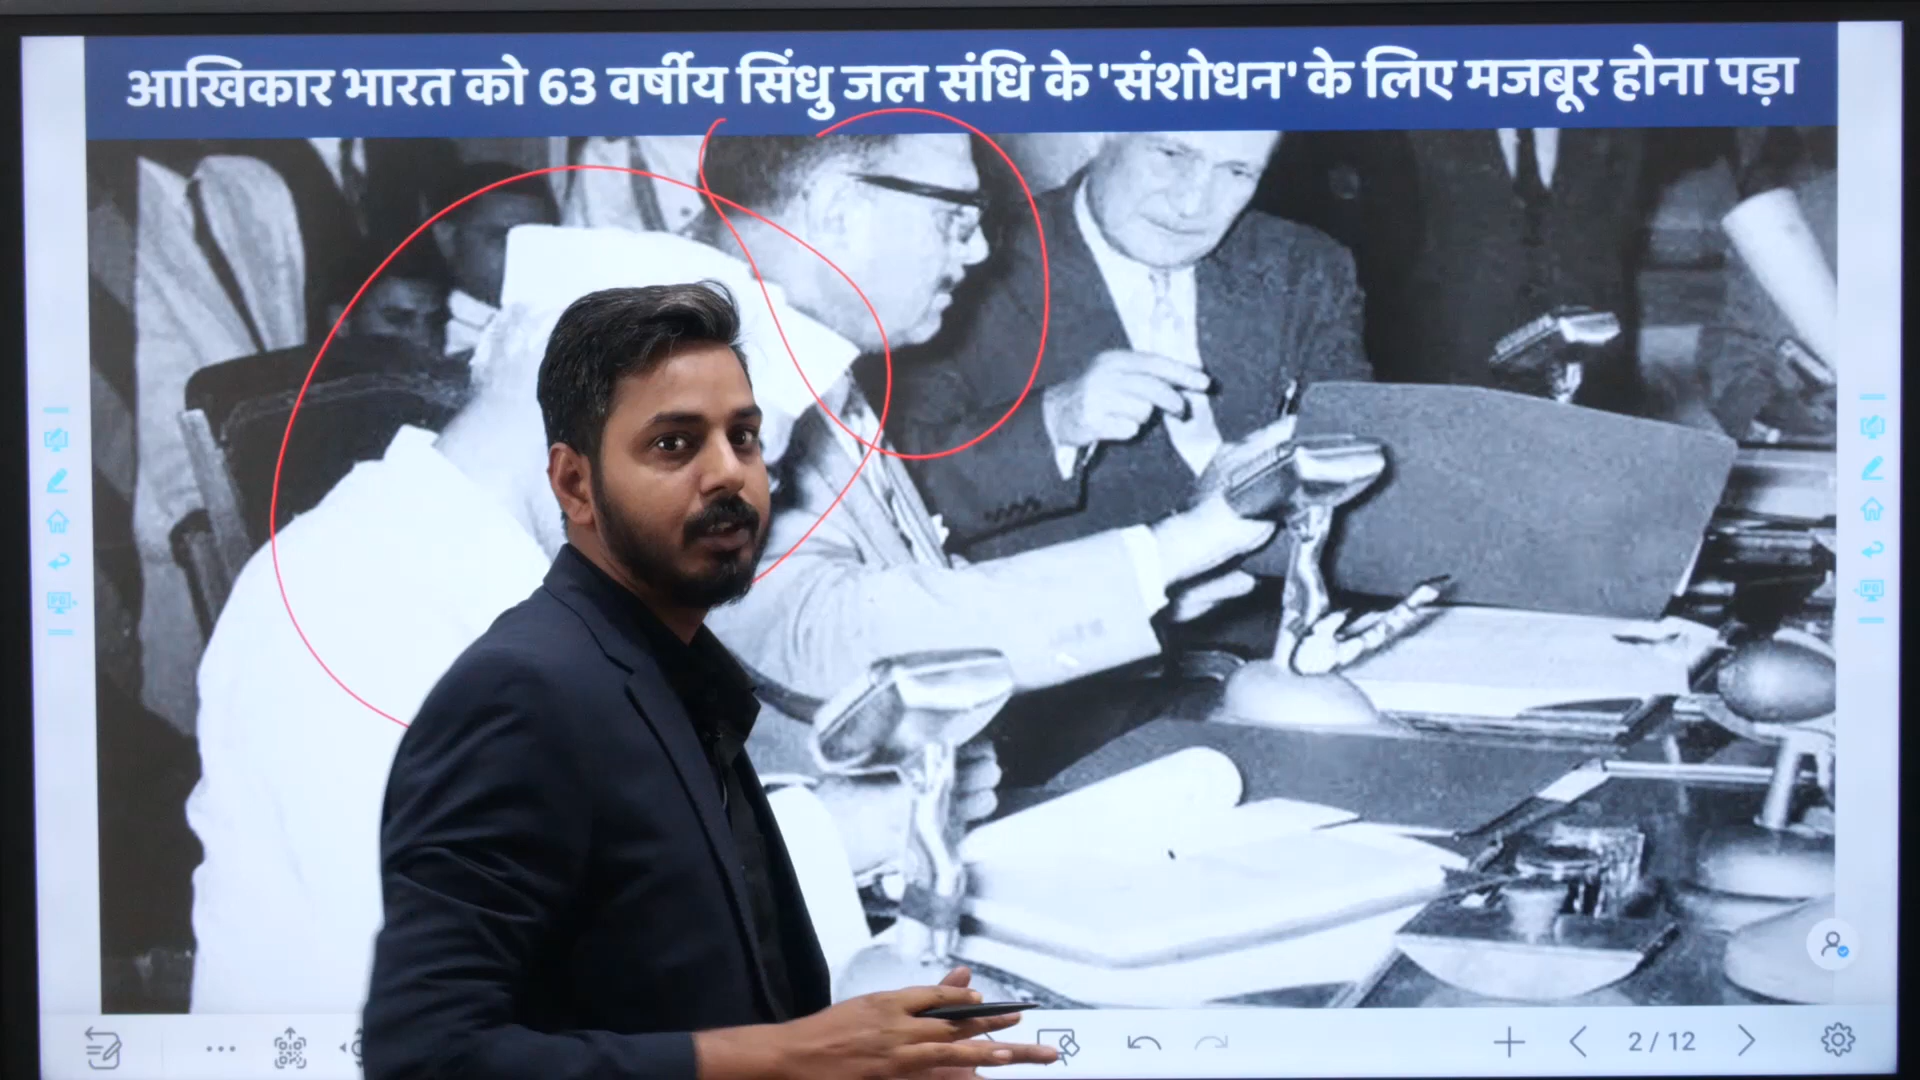 आखिकार भारत को 63 वर्षीय सिंधु जल संधि के 'संशोधन' के लिए मजबूर होना पड़ा
2 / 12